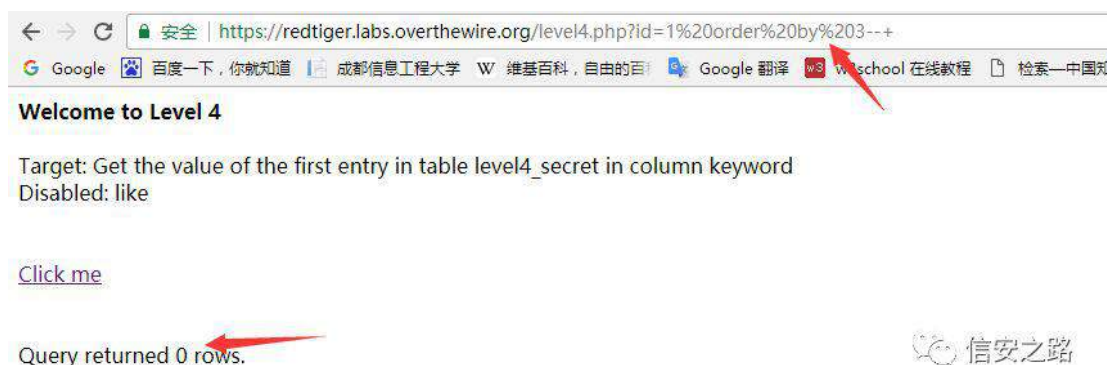 安全 | https://redtiger.labs.overthewire.org/level4.php?id=1%20order%20by%203--+
Google 百度一下，你就知道 成都信息工程大学 W 维基百科，自由的百 Google 翻译 w3school 在线教程 检索—中国知
Welcome to Level 4
Target: Get the value of the first entry in table level4_secret in column keyword
Disabled: like
Click me
Query returned 0 rows.
信安之路